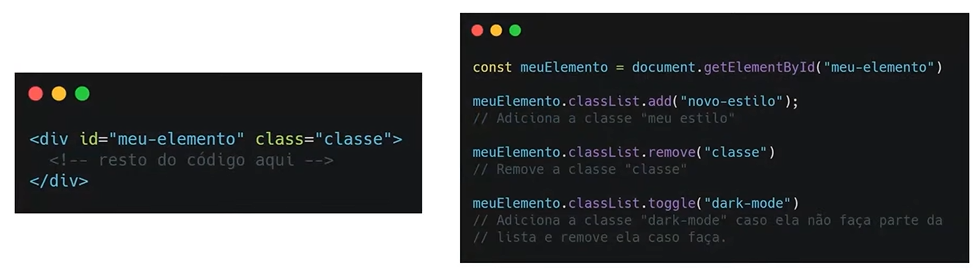 <div id="meu-elemento" class="classe">
<!-- resto do código aqui -->
</div>
const meuElemento = document.getElementById("meu-elemento")
meuElemento.classList.add("novo-estilo");
// Adiciona a classe "meu estilo"
meuElemento.classList.remove("classe")
// Remove a classe "classe"
meuElemento.classList.toggle("dark-mode")
// Adiciona a classe "dark-mode" caso ela não faça parte da
// lista e remove ela caso faça.